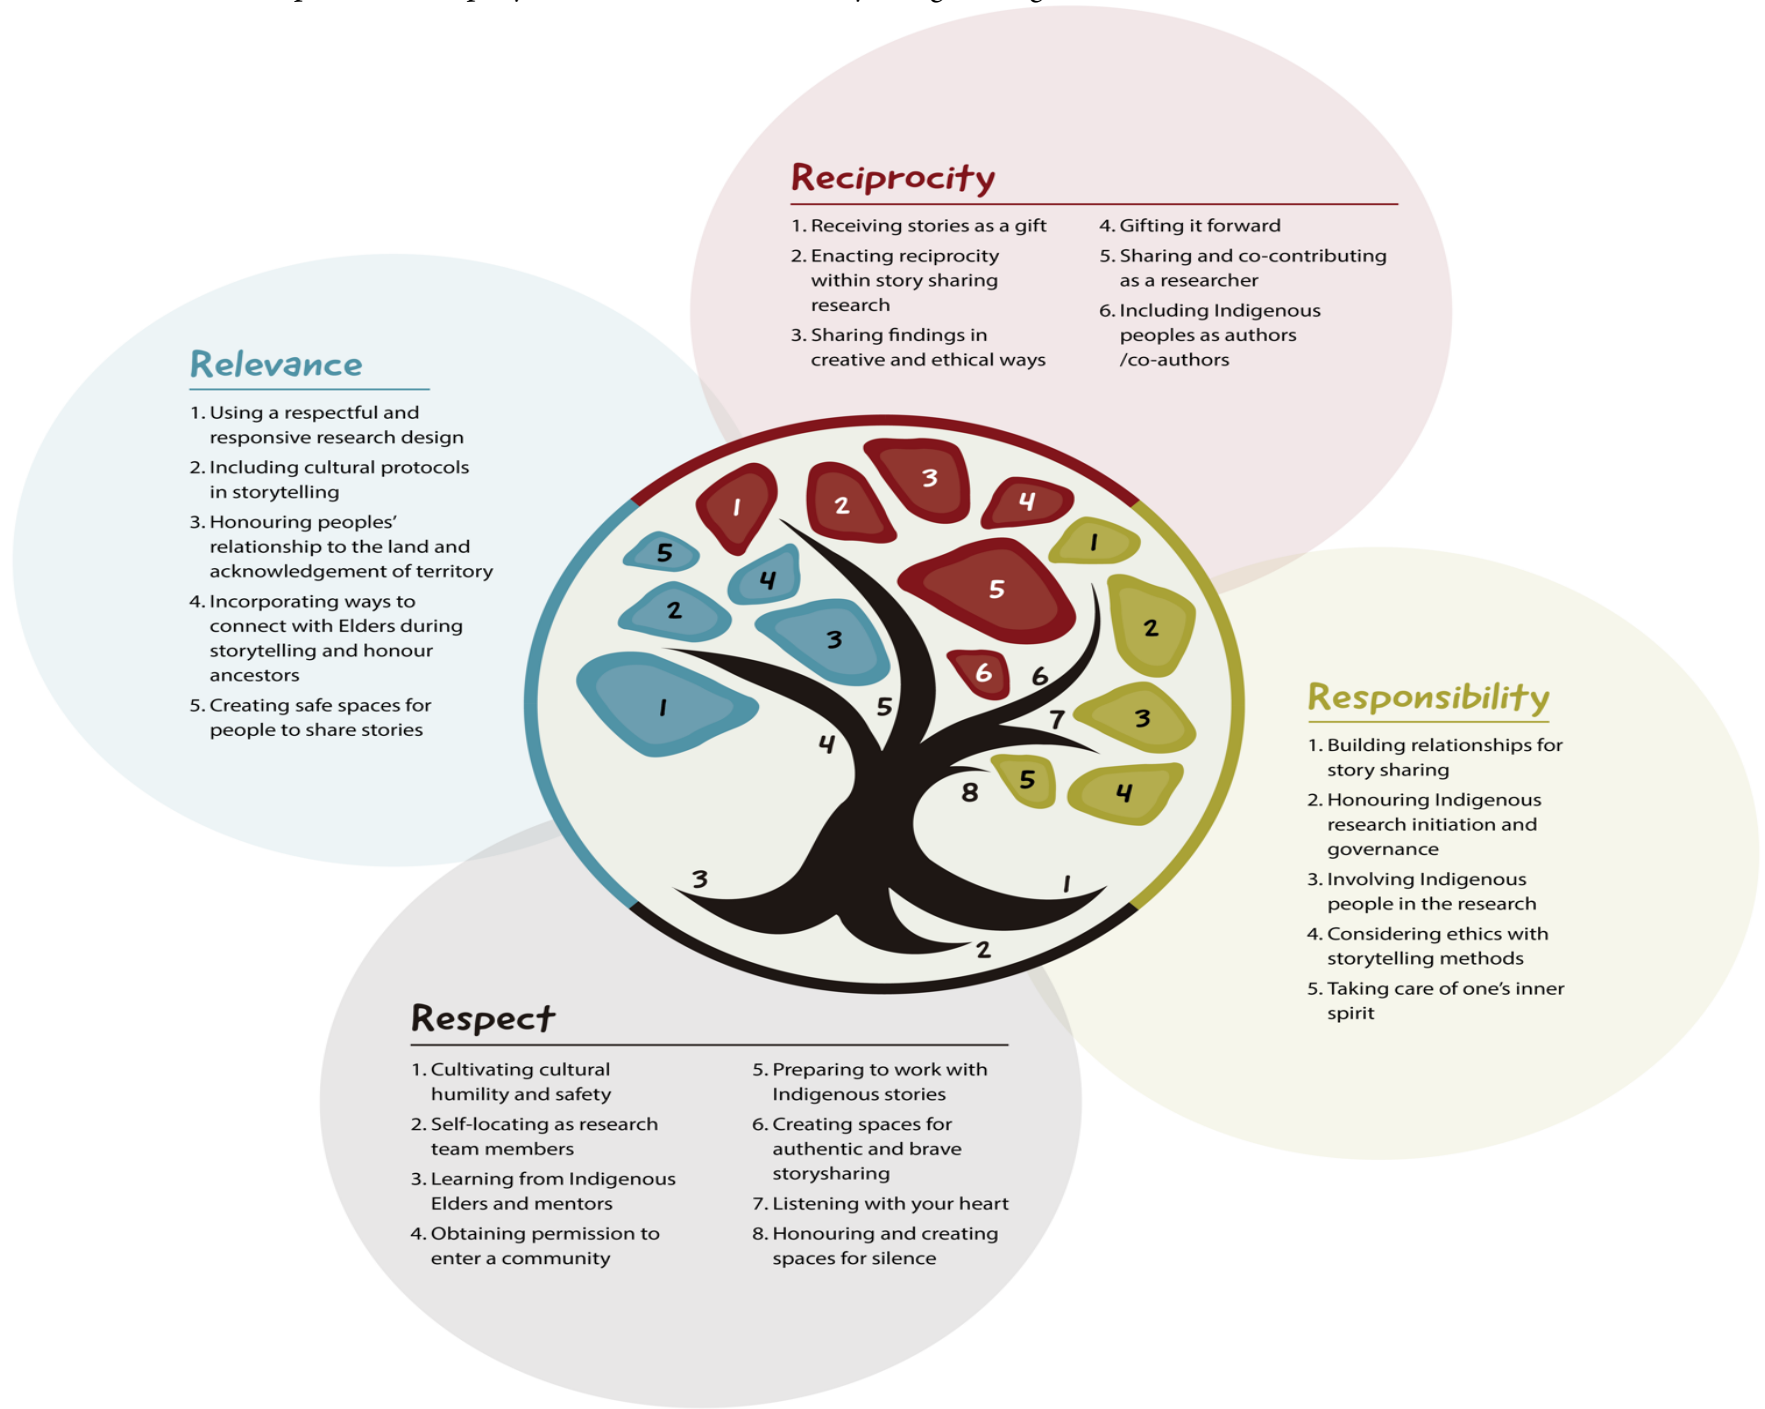 Reciprocity
1. Receiving stories as a gift
2. Enacting reciprocity
within story sharing
research
3. Sharing findings in
creative and ethical ways
4. Gifting it forward
5. Sharing and co-contributing
as a researcher
6. Including Indigenous
peoples as authors
/co-authors
Relevance
1. Using a respectful and
responsive research design
2. Including cultural protocols
in storytelling
3. Honouring peoples’
relationship to the land and
acknowledgement of territory
4. Incorporating ways to
connect with Elders during
storytelling and honour
ancestors
5. Creating safe spaces for
people to share stories
1
2
3
4
5
6
5
4
2
3
1
1
2
3
4
5
4
5
6
7
8
3
1
2
Responsibility
1. Building relationships for
story sharing
2. Honouring Indigenous
research initiation and
governance
3. Involving Indigenous
people in the research
4. Considering ethics with
storytelling methods
5. Taking care of one’s inner
spirit
Respect
1. Cultivating cultural
humility and safety
2. Self-locating as research
team members
3. Learning from Indigenous
Elders and mentors
4. Obtaining permission to
enter a community
5. Preparing to work with
Indigenous stories
6. Creating spaces for
authentic and brave
storysharing
7. Listening with your heart
8. Honouring and creating
spaces for silence